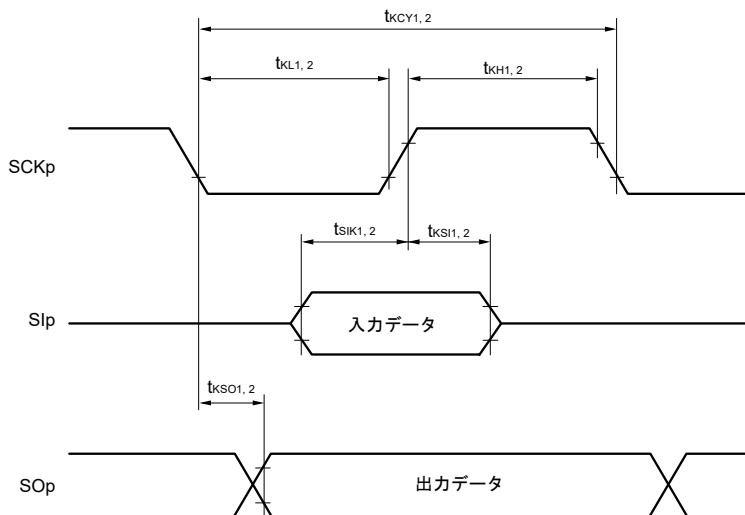 tKCY1, 2
tKL1, 2
tKH1, 2
SCKp
tSIK1, 2
tKSI1, 2
SIp
入力データ
tKSO1, 2
SOp
出力データ